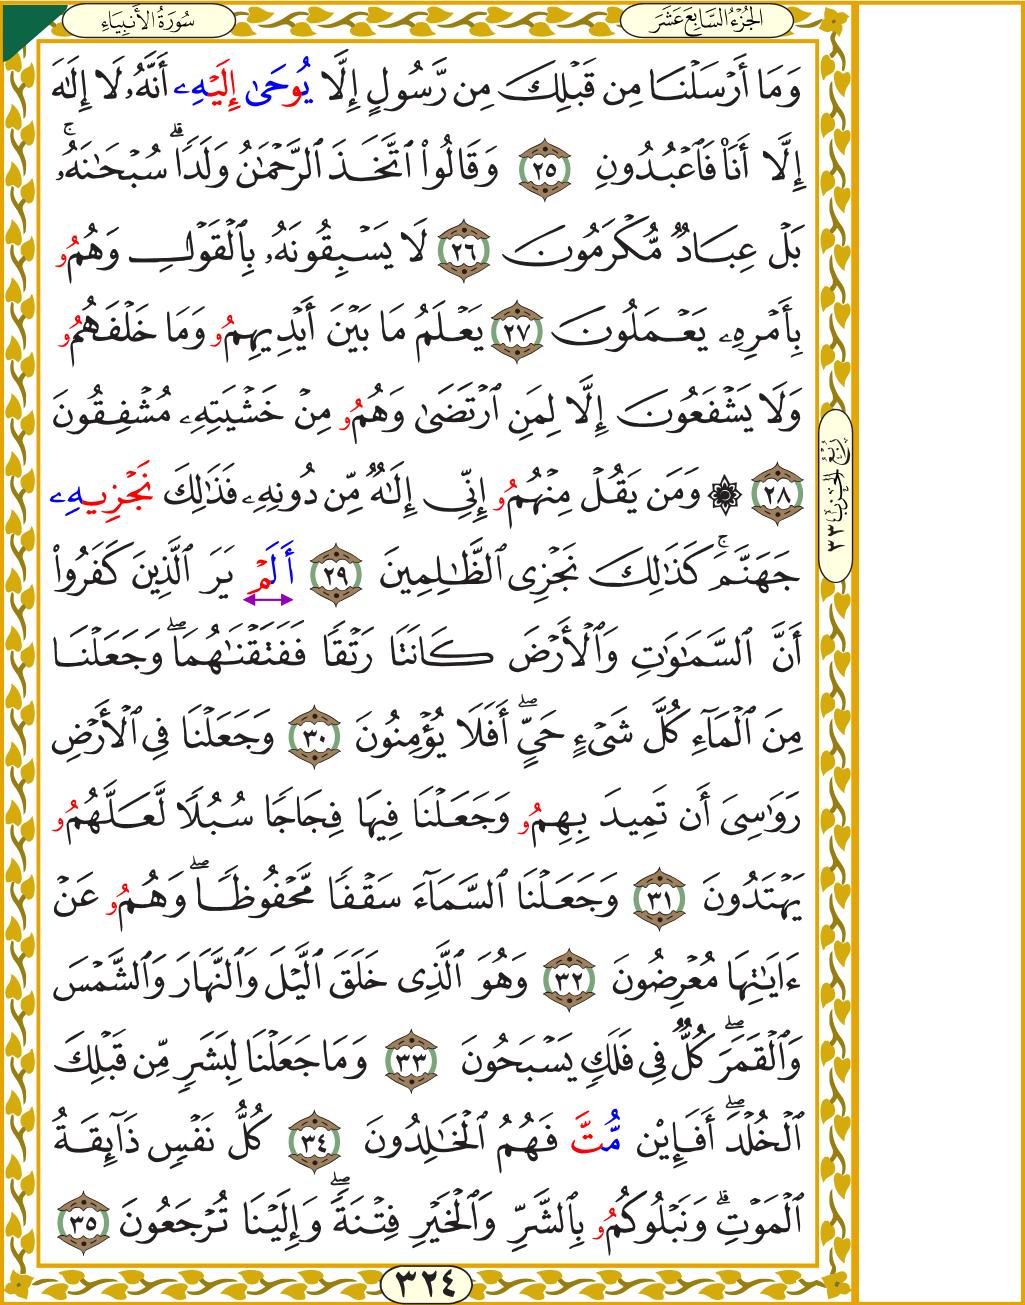 الجُزْءُ السَّابِعَ عَشَرَ
سُورَةُ الأَنبِيَاءِ
وَمَا أَرْسَلْنَا مِن قَبْلِكَ مِن رَّسُولٍ إِلَّا يُوحَىٰ إِلَيْهِۦ أَنَّهُۥ لَا إِلَٰهَ
إِلَّا أَنَا۠ فَٱعْبُدُونِ ٢٥ وَقَالُوا۟ ٱتَّخَذَ ٱلرَّحْمَٰنُ وَلَدًاۗ سُبْحَٰنَهُۥۚ
بَلْ عِبَادٌ مُّكْرَمُونَ ٢٦ لَا يَسْبِقُونَهُۥ بِٱلْقَوْلِ وَهُمُۥ
بِأَمْرِهِۦ يَعْمَلُونَ ٢٧ يَعْلَمُ مَا بَيْنَ أَيْدِيهِمُۥ وَمَا خَلْفَهُمُۥ
وَلَا يَشْفَعُونَ إِلَّا لِمَنِ ٱرْتَضَىٰ وَهُمُۥ مِنْ خَشْيَتِهِۦ مُشْفِقُونَ
٢٨ ۞ وَمَن يَقُلْ مِنْهُمُۥ إِنِّى إِلَٰهٌ مِّن دُونِهِۦ فَذَٰلِكَ نَجْزِيهِۦ
جَهَنَّمَۚ كَذَٰلِكَ نَجْزِى ٱلظَّٰلِمِينَ ٢٩ أَلَمْ يَرَ ٱلَّذِينَ كَفَرُوا۟
أَنَّ ٱلسَّمَٰوَٰتِ وَٱلْأَرْضَ كَانَتَا رَتْقًا فَفَتَقْنَٰهُمَاۖ وَجَعَلْنَا
مِنَ ٱلْمَآءِ كُلَّ شَىْءٍ حَيٍّۖ أَفَلَا يُؤْمِنُونَ ٣٠ وَجَعَلْنَا فِى ٱلْأَرْضِ
رَوَٰسِىَ أَن تَمِيدَ بِهِمُۥ وَجَعَلْنَا فِيهَا فِجَاجًا سُبُلًا لَّعَلَّهُمُۥ
يَهْتَدُونَ ٣١ وَجَعَلْنَا ٱلسَّمَآءَ سَقْفًا مَّحْفُوظًاۖ وَهُمُۥ عَنْ
ءَايَٰتِهَا مُعْرِضُونَ ٣٢ وَهُوَ ٱلَّذِى خَلَقَ ٱلَّيْلَ وَٱلنَّهَارَ وَٱلشَّمْسَ
وَٱلْقَمَرَۖ كُلٌّ فِى فَلَكٍ يَسْبَحُونَ ٣٣ وَمَا جَعَلْنَا لِبَشَرٍ مِّن قَبْلِكَ
ٱلْخُلْدَۖ أَفَإِي۟ن مُّتَّ فَهُمُ ٱلْخَٰلِدُونَ ٣٤ كُلُّ نَفْسٍ ذَآئِقَةُ
ٱلْمَوْتِۗ وَنَبْلُوكُمُۥ بِٱلشَّرِّ وَٱلْخَيْرِ فِتْنَةًۖ وَإِلَيْنَا تُرْجَعُونَ ٣٥
رُبْعُ الحِزْبِ ٣٣
٣٢٤